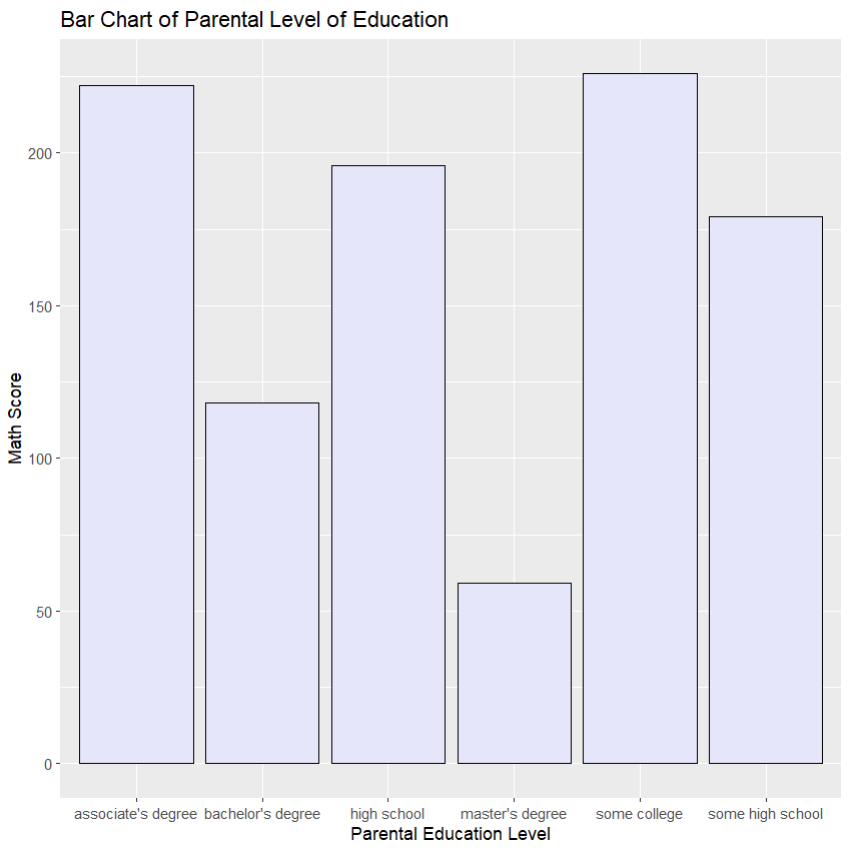 Bar Chart of Parental Level of Education
Math Score
200
150
100
50
0
associate's degree bachelor's degree high school master's degree some college some high school
Parental Education Level